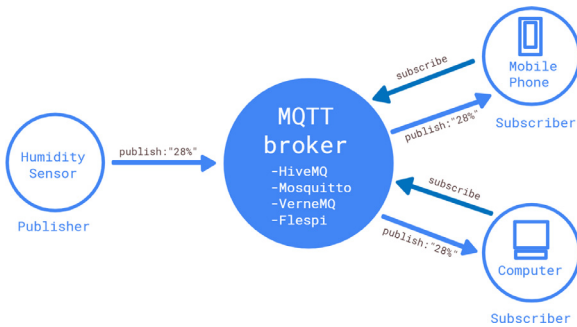 Humidity
Sensor
Publisher
publish:"28%"
MQTT
broker
-HiveMQ
-Mosquitto
-VerneMQ
-Flespi
subscribe
publish:"28%"
Mobile
Phone
Subscriber
subscribe
publish:"28%"
Computer
Subscriber